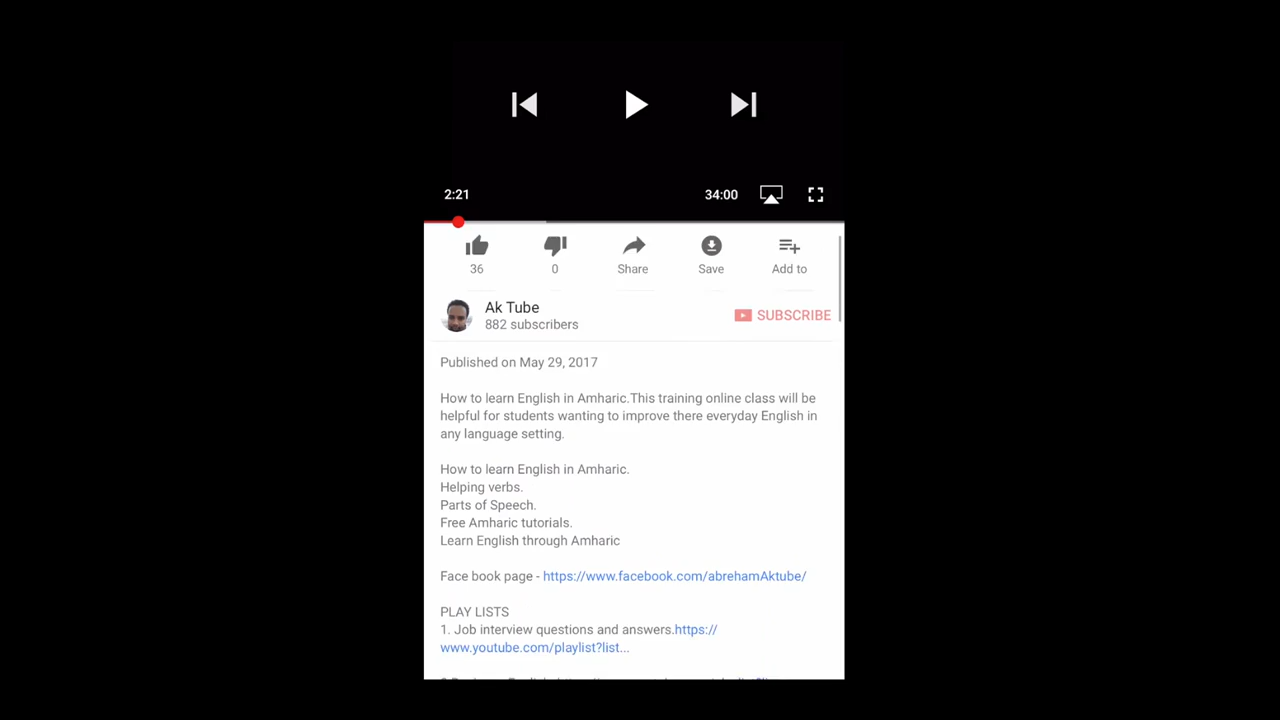 2:21
34:00
36
0
Share
Save
Add to
Ak Tube
882 subscribers
SUBSCRIBE
Published on May 29, 2017
How to learn English in Amharic.This training online class will be
helpful for students wanting to improve there everyday English in
any language setting.
How to learn English in Amharic.
Helping verbs.
Parts of Speech.
Free Amharic tutorials.
Learn English through Amharic
Face book page - https://www.facebook.com/abrehamAktube/
PLAY LISTS
1. Job interview questions and answers.https://
www.youtube.com/playlist?list...